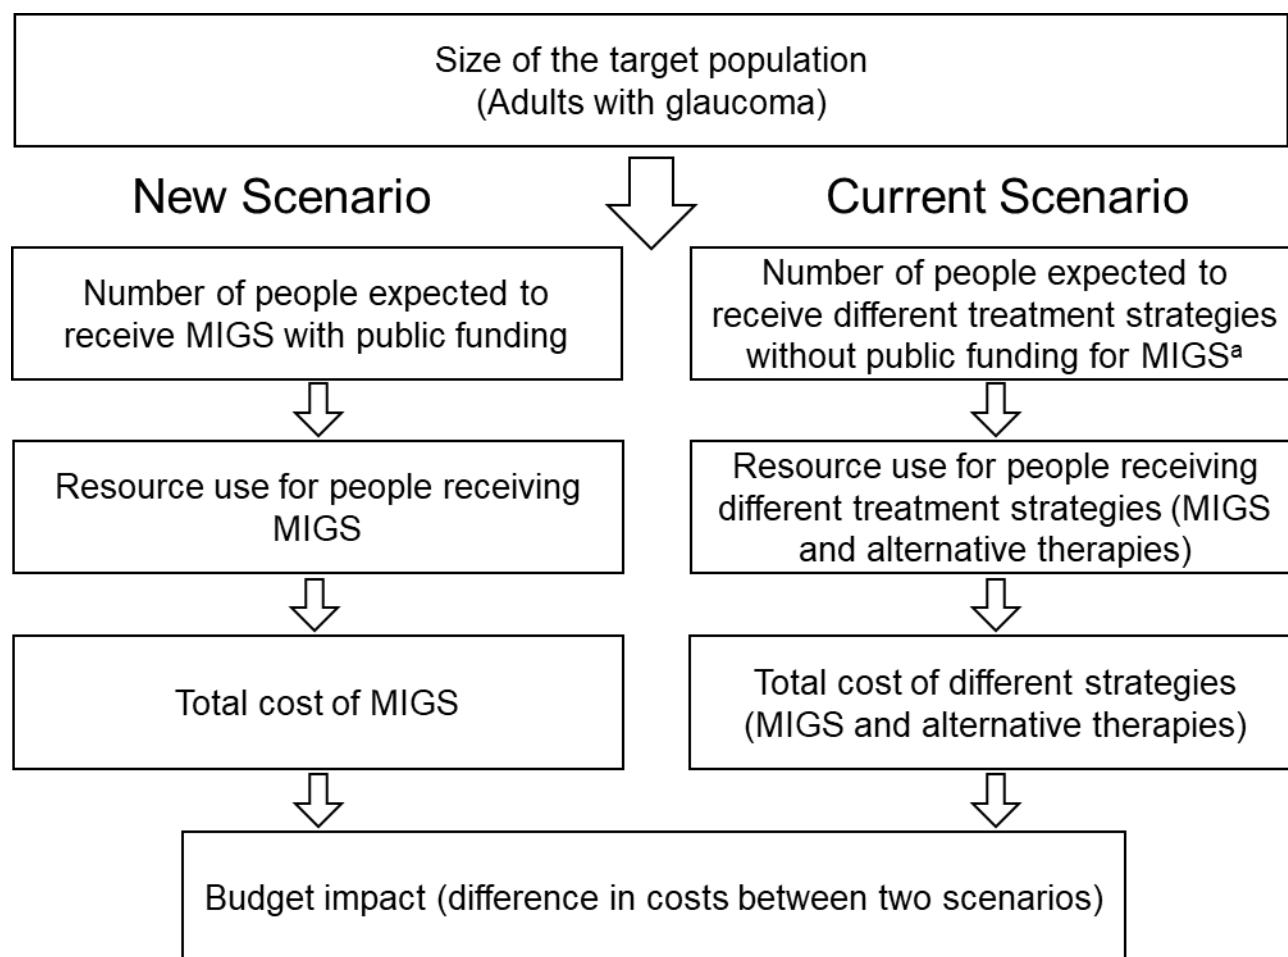 Size of the target population
(Adults with glaucoma)
New Scenario
Current Scenario
Number of people expected to
receive MIGS with public funding
Number of people expected to
receive different treatment strategies
without public funding for MIGSᵃ
Resource use for people receiving
MIGS
Resource use for people receiving
different treatment strategies (MIGS
and alternative therapies)
Total cost of MIGS
Total cost of different strategies
(MIGS and alternative therapies)
Budget impact (difference in costs between two scenarios)